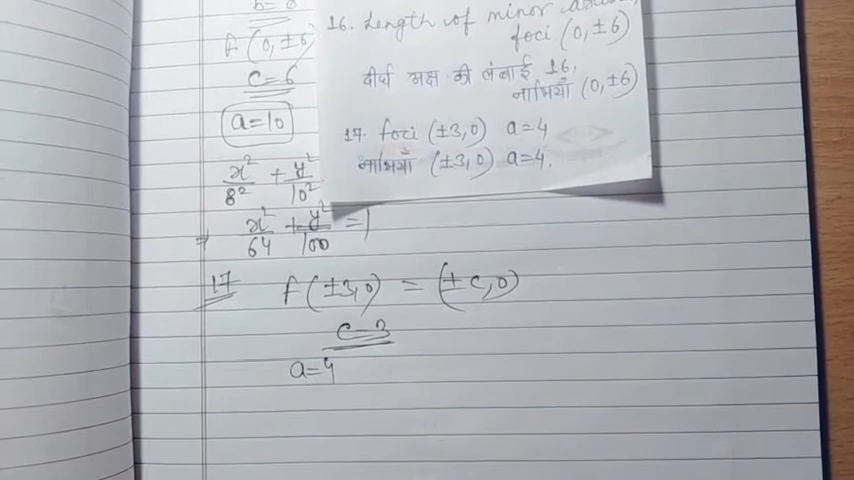 b = 8
F (0, ±6)
c = 6
a = 10
x²/8² + y²/10²
⇒ x²/64 + y²/100 = 1
17 F (±3, 0) = (±c, 0)
c = 3
a = 4
16. Length of minor
foci (0, ±6)
दीर्घ अक्ष की लंबाई 16,
नाभियाँ (0, ±6)
17. foci (±3, 0) a = 4
नाभियाँ (±3, 0) a = 4.